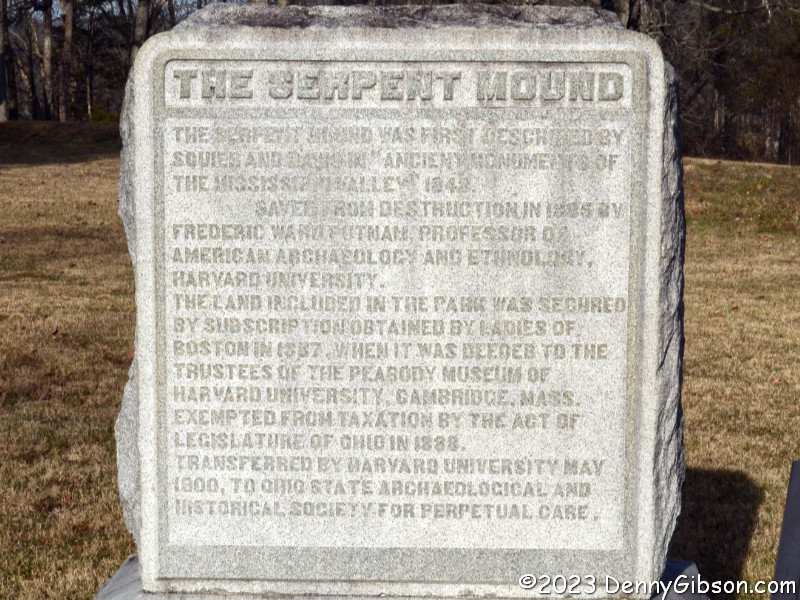 THE SERPENT MOUND
THE SERPENT MOUND WAS FIRST DESCRIBED BY
SQUIER AND DAVIS IN "ANCIENT MONUMENTS OF
THE MISSISSIPPI VALLEY" 1848.
SAVED FROM DESTRUCTION IN 1885 BY
FREDERIC WARD PUTNAM, PROFESSOR OF
AMERICAN ARCHAEOLOGY AND ETHNOLOGY,
HARVARD UNIVERSITY.
THE LAND INCLUDED IN THE PARK WAS SECURED
BY SUBSCRIPTION OBTAINED BY LADIES OF
BOSTON IN 1887, WHEN IT WAS DEEDED TO THE
TRUSTEES OF THE PEABODY MUSEUM OF
HARVARD UNIVERSITY, CAMBRIDGE, MASS.
EXEMPTED FROM TAXATION BY THE ACT OF
LEGISLATURE OF OHIO IN 1888.
TRANSFERRED BY HARVARD UNIVERSITY MAY
1900, TO OHIO STATE ARCHAEOLOGICAL AND
HISTORICAL SOCIETY FOR PERPETUAL CARE.
©2023 DennyGibson.com